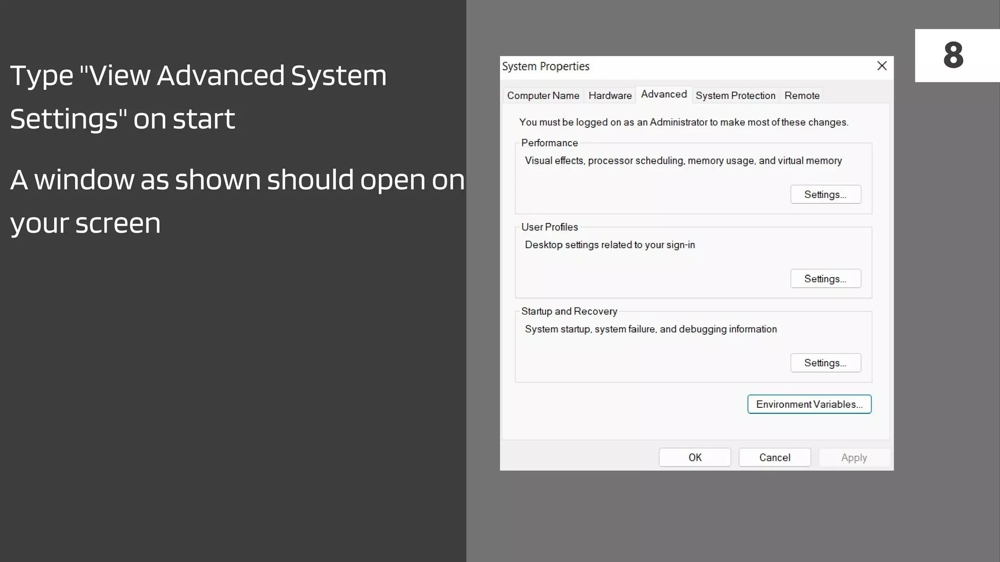 Type "View Advanced System
Settings" on start
A window as shown should open on
your screen
8
System Properties
Computer Name Hardware Advanced System Protection Remote
You must be logged on as an Administrator to make most of these changes.
Performance
Visual effects, processor scheduling, memory usage, and virtual memory
Settings...
User Profiles
Desktop settings related to your sign-in
Settings...
Startup and Recovery
System startup, system failure, and debugging information
Settings...
Environment Variables...
OK Cancel Apply